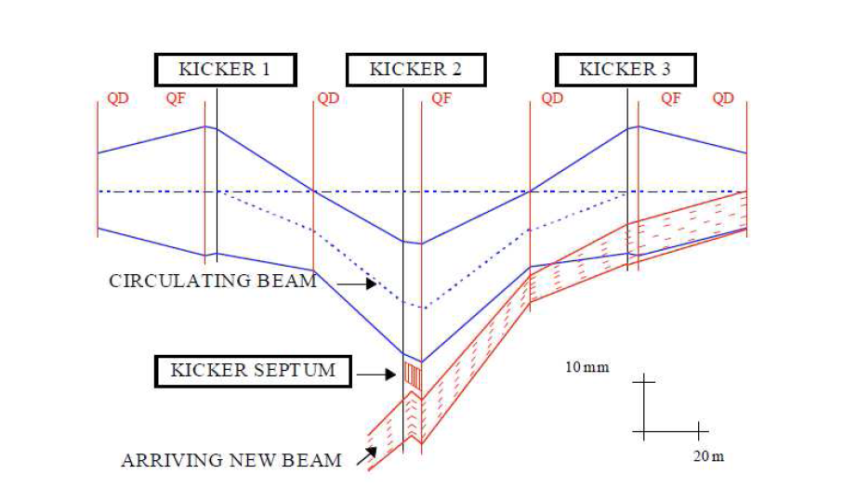 KICKER 1 KICKER 2 KICKER 3
QD QF QD QF QD QF QD
CIRCULATING BEAM
KICKER SEPTUM
10 mm
ARRIVING NEW BEAM
20 m